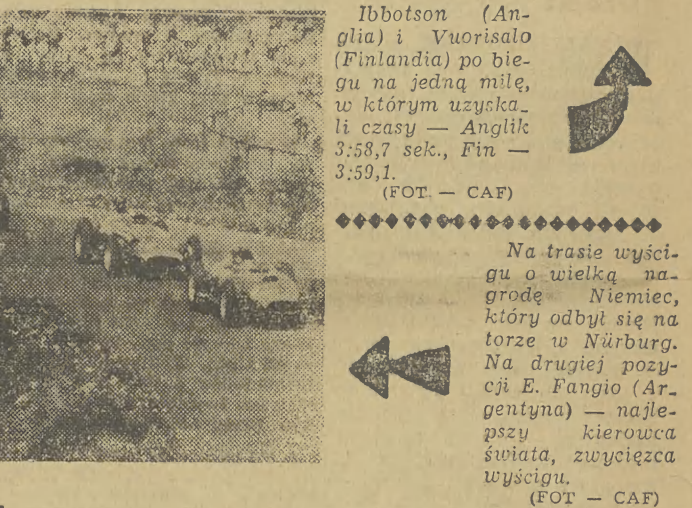 Ibbotson (An-
glia) i Vuorisalo
(Finlandia) po bie-
gu na jedną milę,
w którym uzyska-
li czasy — Anglik
3:58,7 sek., Fin —
3:59,1.
(FOT. — CAF)
Na trasie wyści-
gu o wielką na-
grodę Niemiec,
który odbył się na
torze w Nürburg.
Na drugiej pozy-
cji E. Fangio (Ar-
gentyna) — najle-
pszy kierowca
świata, zwycięzca
wyścigu.
(FOT — CAF)